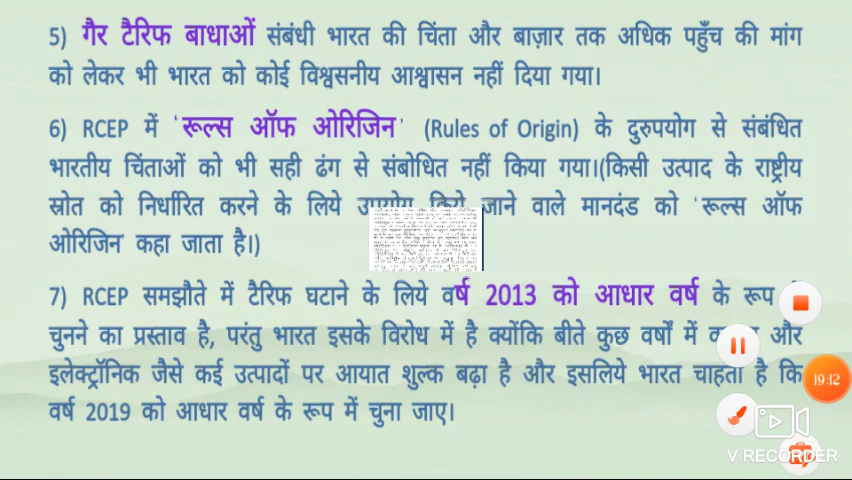 5) गैर टैरिफ बाधाओं संबंधी भारत की चिंता और बाज़ार तक अधिक पहुँच की मांग
को लेकर भी भारत को कोई विश्वसनीय आश्वासन नहीं दिया गया।
6) RCEP में 'रूल्स ऑफ ओरिजिन' (Rules of Origin) के दुरुपयोग से संबंधित
भारतीय चिंताओं को भी सही ढंग से संबोधित नहीं किया गया।(किसी उत्पाद के राष्ट्रीय
स्रोत को निर्धारित करने के लिये उपयोग किये जाने वाले मानदंड को 'रूल्स ऑफ
ओरिजिन' कहा जाता है।)
7) RCEP समझौते में टैरिफ घटाने के लिये वर्ष 2013 को आधार वर्ष के रूप
चुनने का प्रस्ताव है, परंतु भारत इसके विरोध में है क्योंकि बीते कुछ वर्षों में और
इलेक्ट्रॉनिक जैसे कई उत्पादों पर आयात शुल्क बढ़ा है और इसलिये भारत चाहता है कि
वर्ष 2019 को आधार वर्ष के रूप में चुना जाए।
19:12
V RECORDER